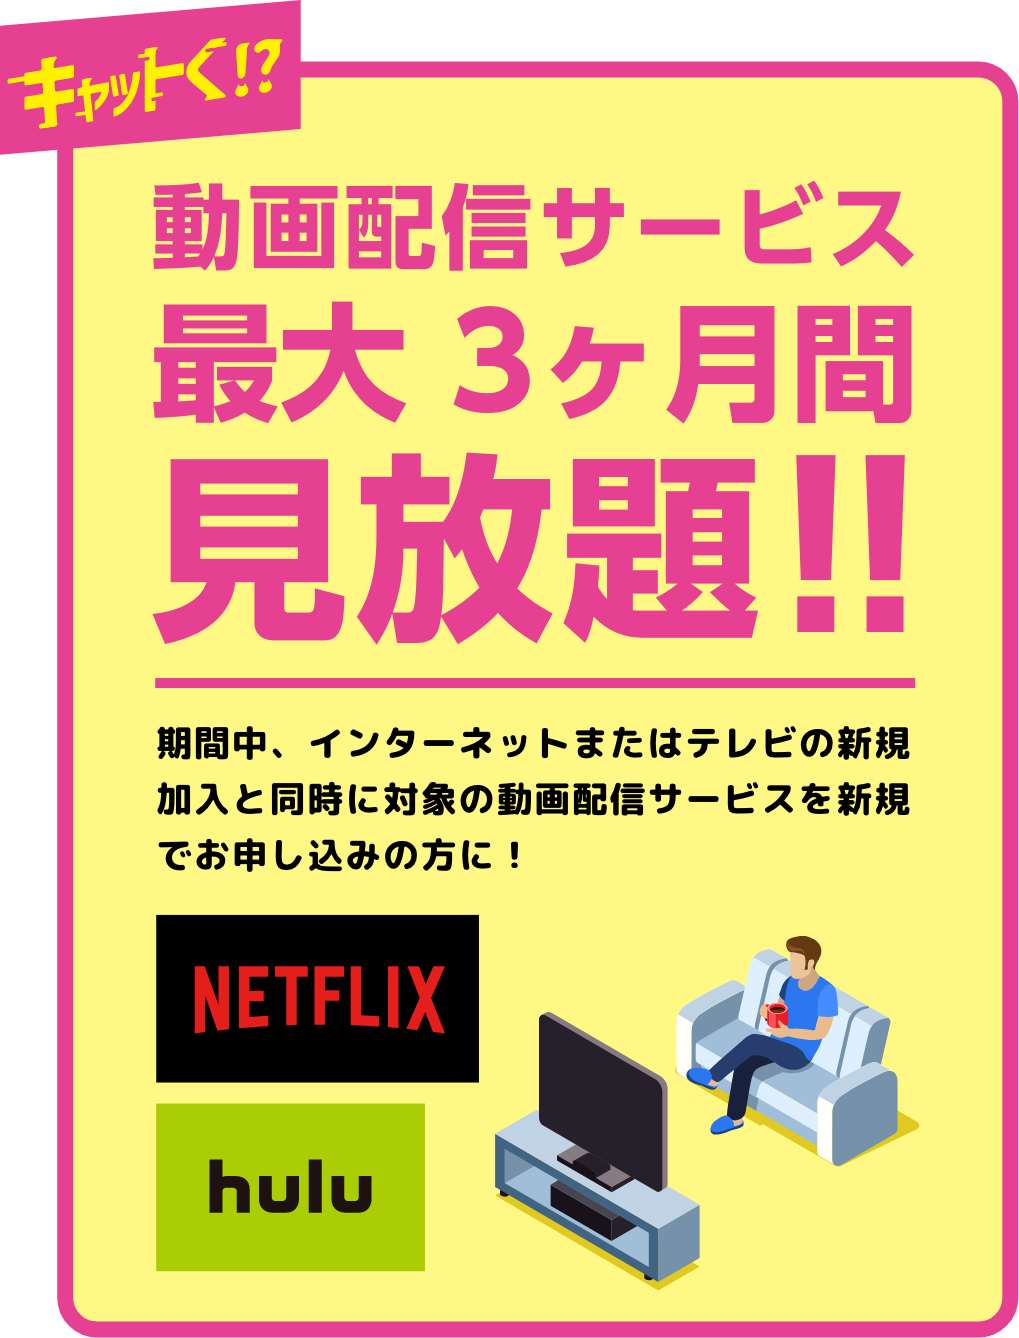 キャットく!?
動画配信サービス
最大3ヶ月間
見放題!!
期間中、インターネットまたはテレビの新規
加入と同時に対象の動画配信サービスを新規
でお申し込みの方に！
NETFLIX
hulu